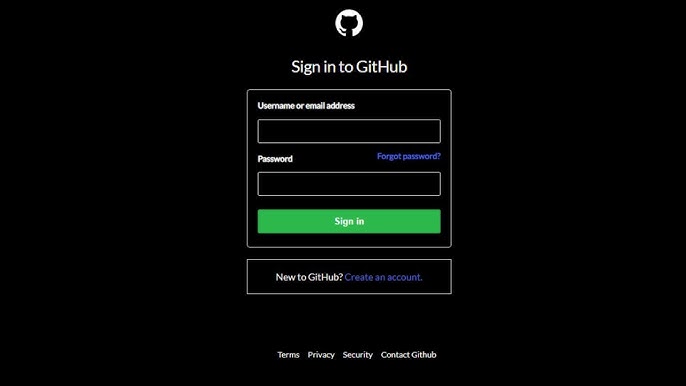 Sign in to GitHub
Username or email address
Password Forgot password?
Sign in
New to GitHub? Create an account.
Terms Privacy Security Contact Github